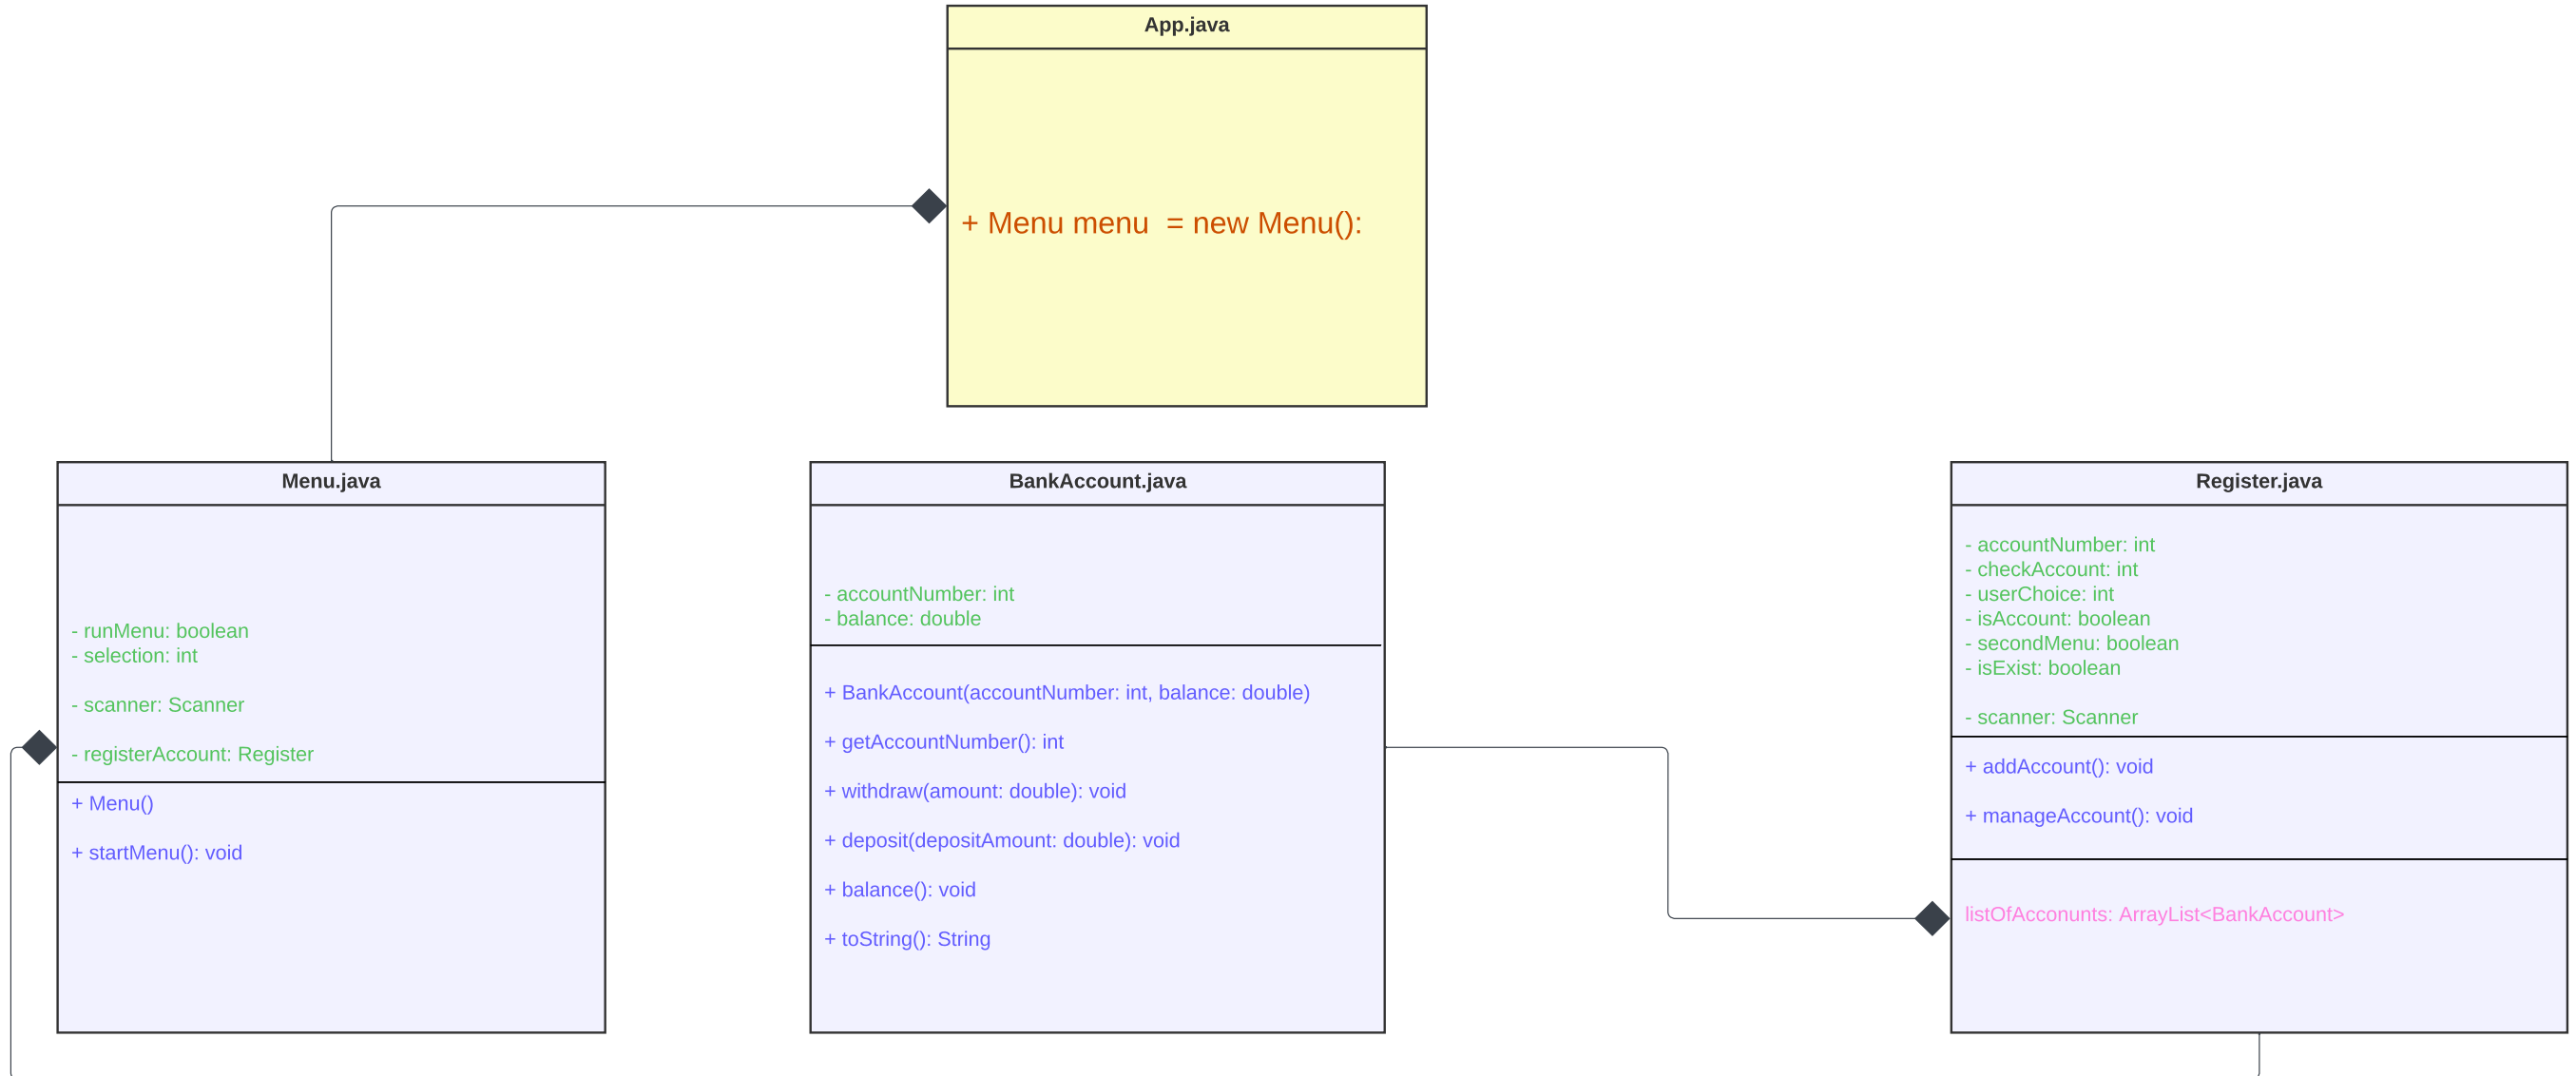 App.java
+ Menu menu  = new Menu():
Menu.java
- runMenu: boolean
- selection: int
- scanner: Scanner
- registerAccount: Register
+ Menu()
+ startMenu(): void
BankAccount.java
- accountNumber: int
- balance: double
+ BankAccount(accountNumber: int, balance: double)
+ getAccountNumber(): int
+ withdraw(amount: double): void
+ deposit(depositAmount: double): void
+ balance(): void
+ toString(): String
Register.java
- accountNumber: int
- checkAccount: int
- userChoice: int
- isAccount: boolean
- secondMenu: boolean
- isExist: boolean
- scanner: Scanner
+ addAccount(): void
+ manageAccount(): void
listOfAcconunts: ArrayList<BankAccount>